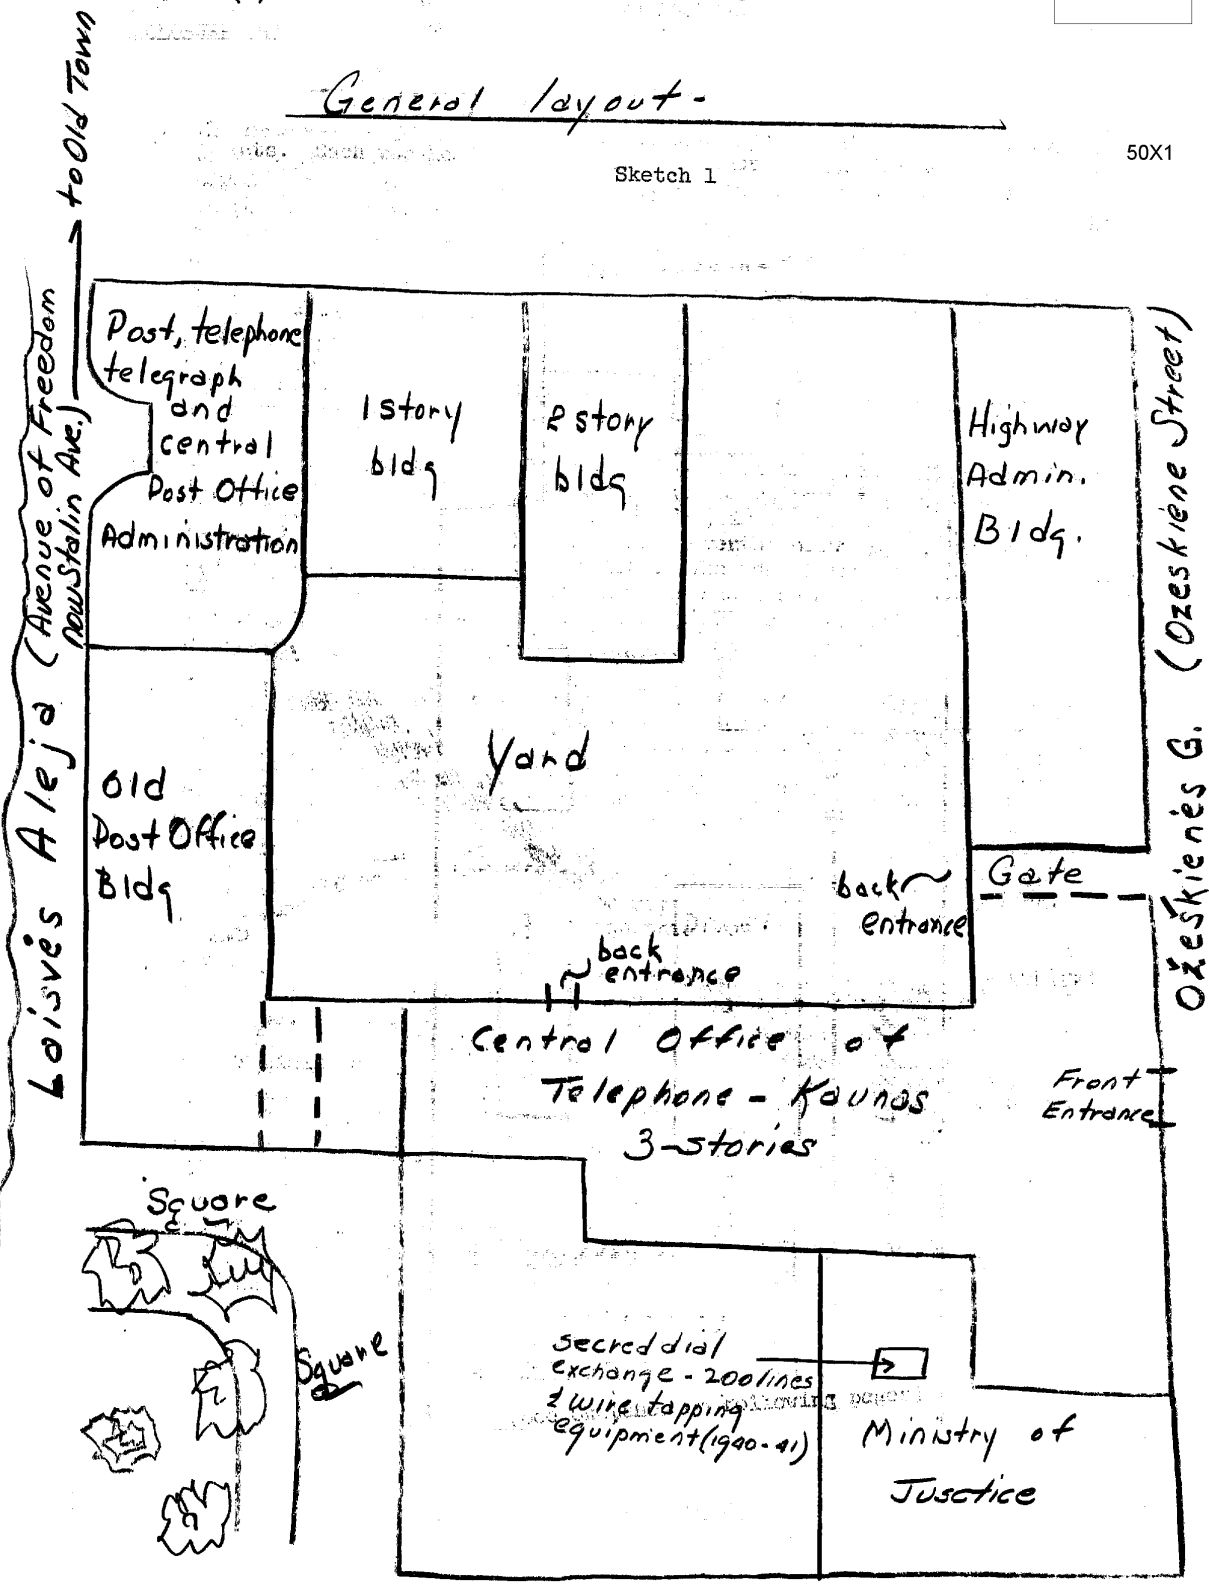 General layout-
50X1
Sketch 1
to Old Town
Laisvės Aleja (Avenue of Freedom
now Stalin Ave.)
Post, telephone
telegraph
and
central
Post Office
Administration
1 story
bldg
2 story
bldg
Highway
Admin.
Bldg.
Ožeškienės G. (Ozeskiene Street)
Yard
Old
Post Office
Bldg
back
entrance
Gate
back
entrance
Central Office of
Telephone - Kaunas
3-stories
Front
Entrance
Square
Square
secred dial
exchange - 200 lines
& wire tapping
equipment (1940-41)
Ministry of
Jusctice